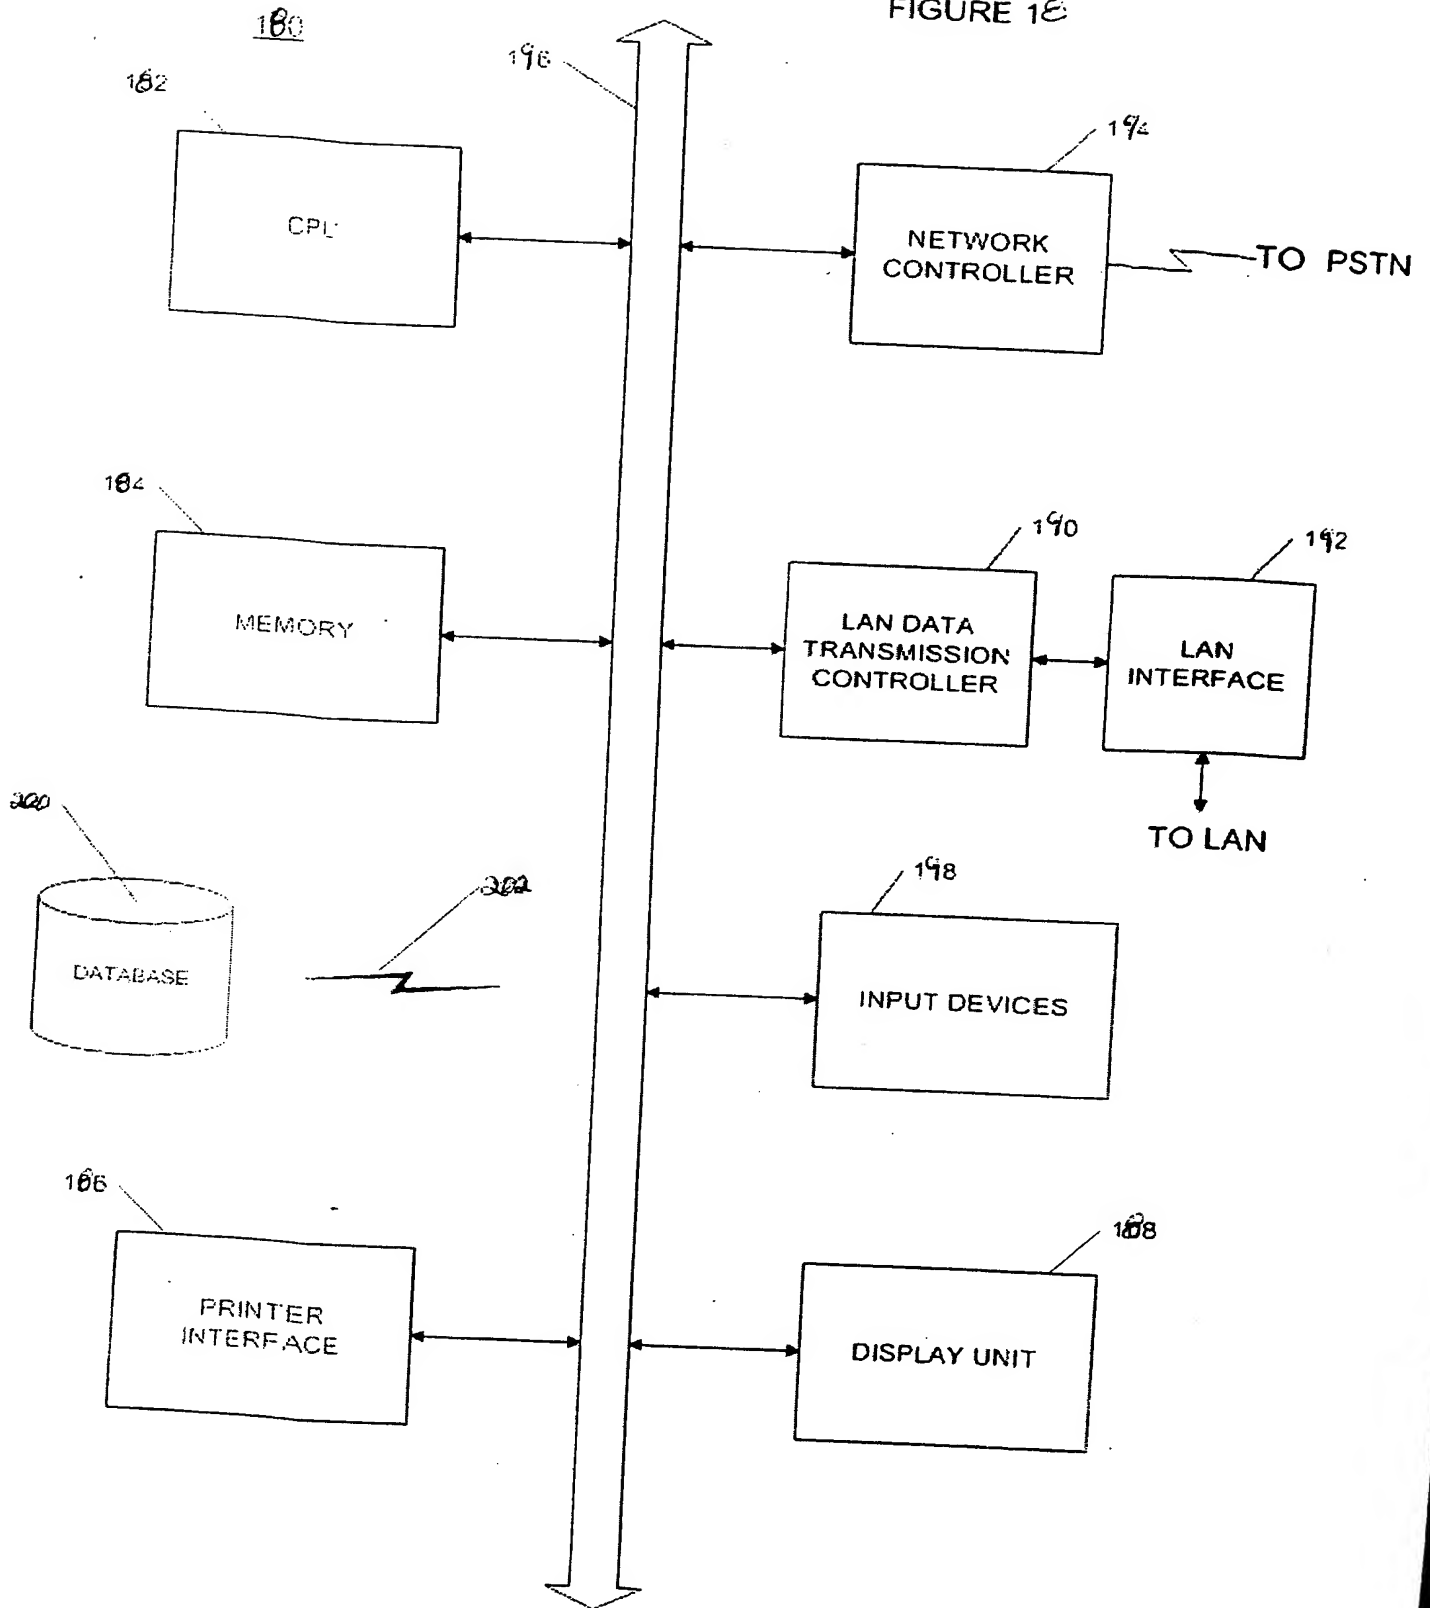 FIGURE 18
180
196
182
194
CPU
NETWORK
CONTROLLER
TO PSTN
184
190
192
MEMORY
LAN DATA
TRANSMISSION
CONTROLLER
LAN
INTERFACE
TO LAN
200
202
198
DATABASE
INPUT DEVICES
186
188
PRINTER
INTERFACE
DISPLAY UNIT